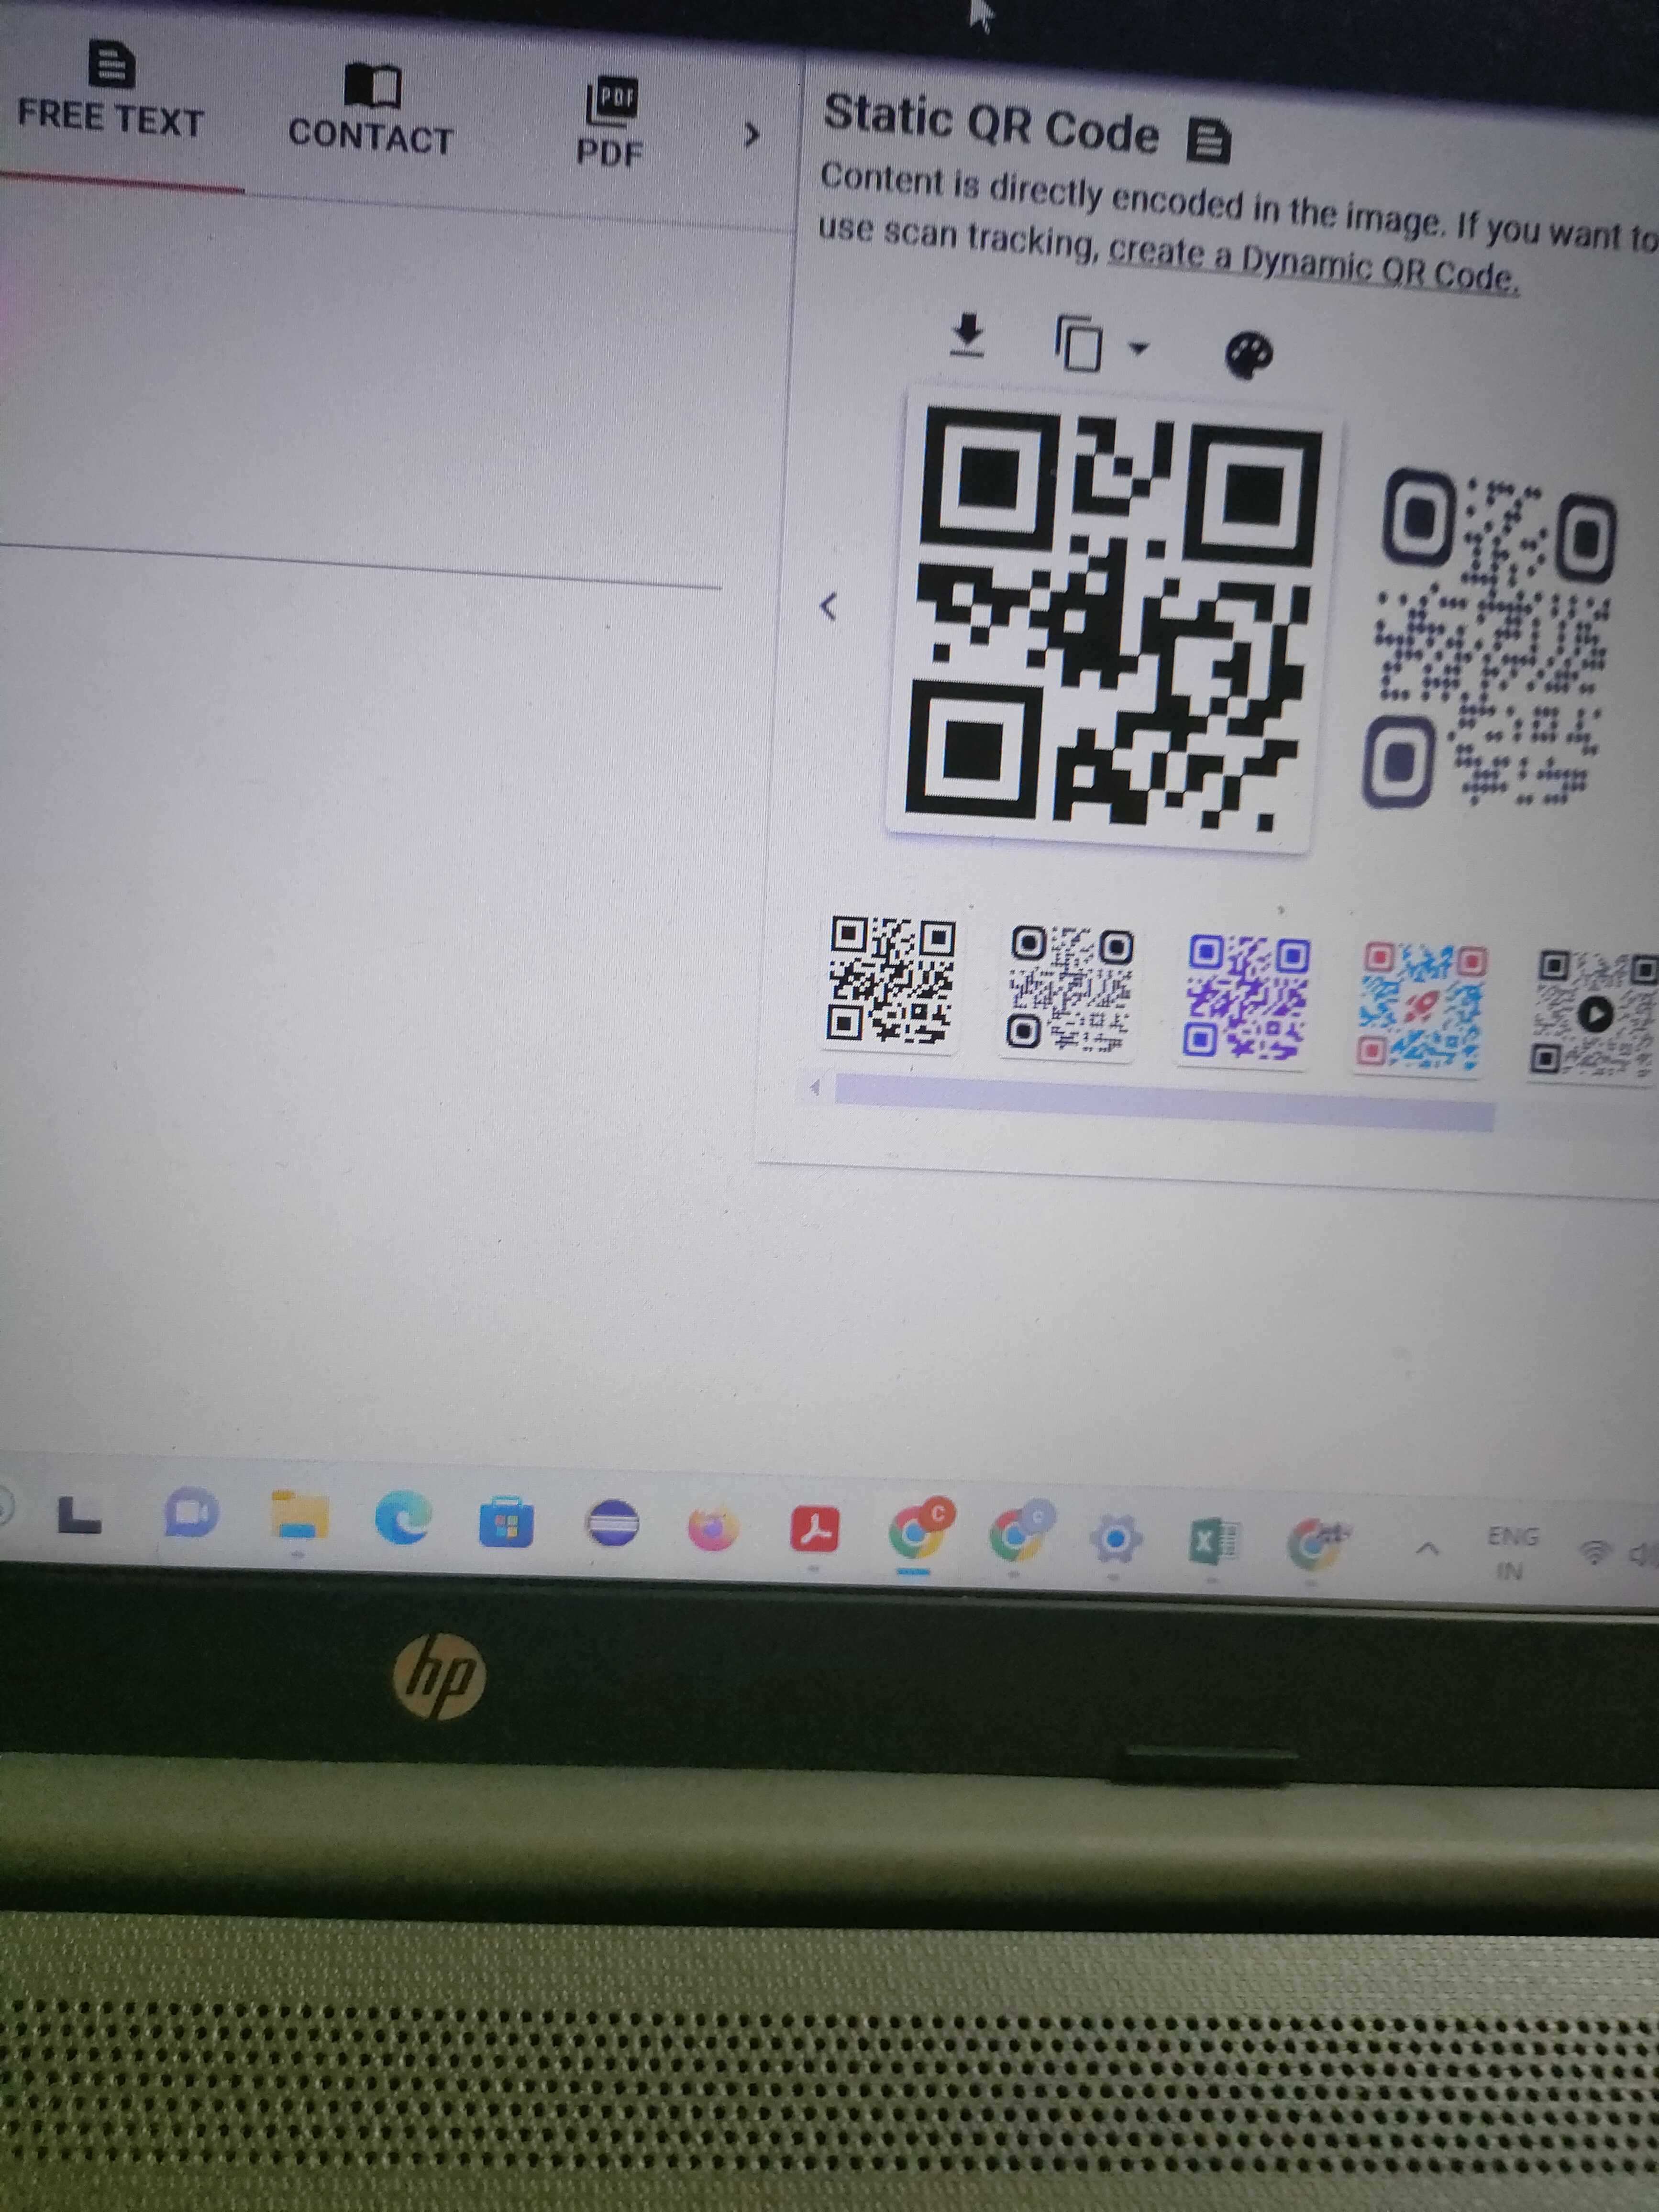 FREE TEXT
CONTACT
PDF
PDF
Static QR Code
Content is directly encoded in the image. If you want to
use scan tracking, create a Dynamic QR Code.
C
ENG
IN
hp